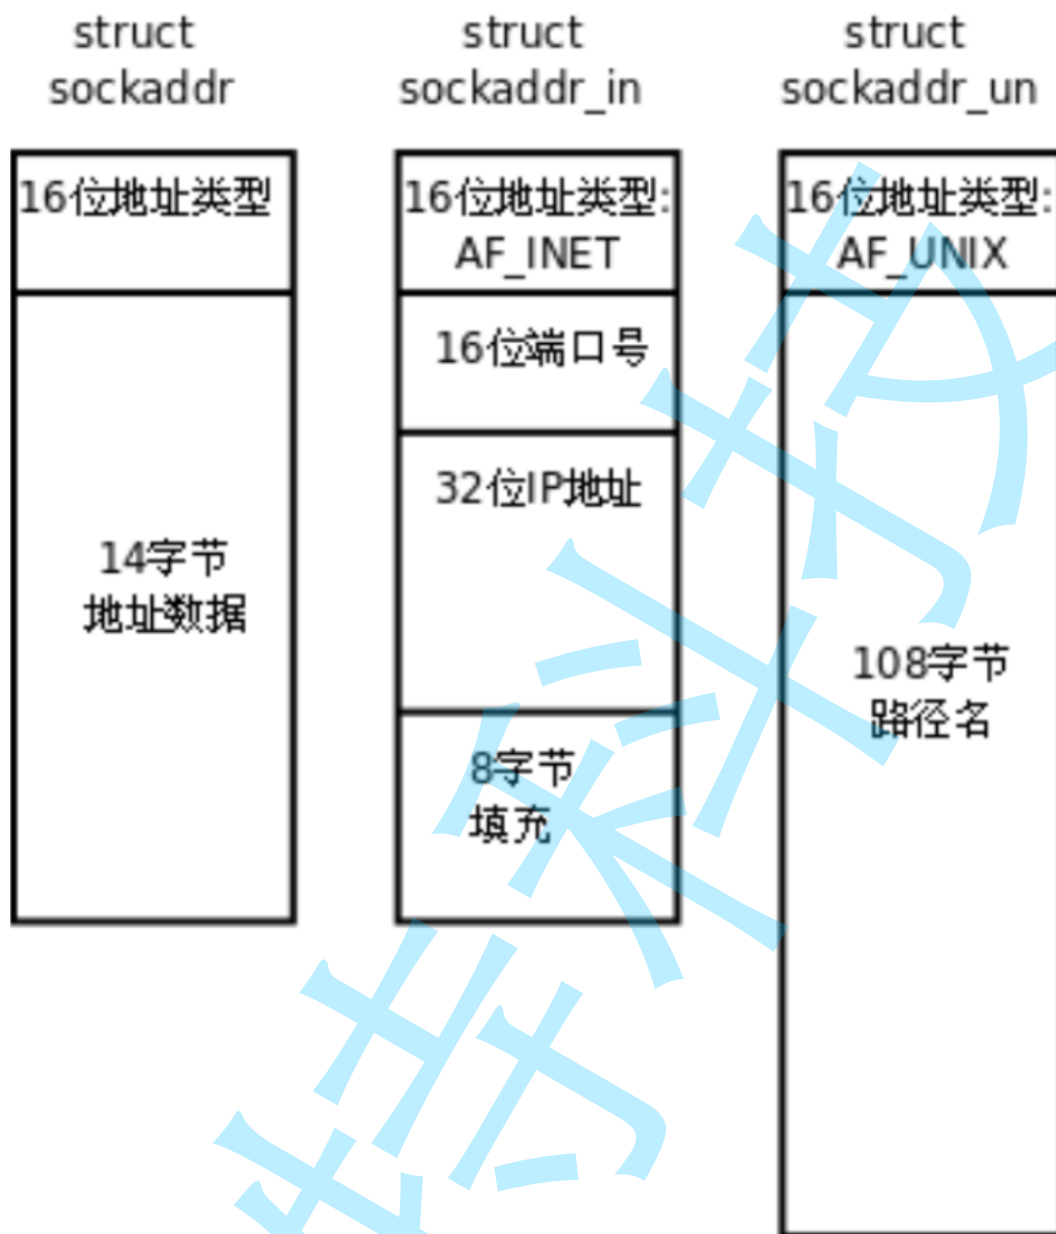 struct
sockaddr
16位地址类型
14字节
地址数据
struct
sockaddr_in
16位地址类型:
AF_INET
16位端口号
32位IP地址
8字节
填充
struct
sockaddr_un
16位地址类型:
AF_UNIX
108字节
路径名
特科技